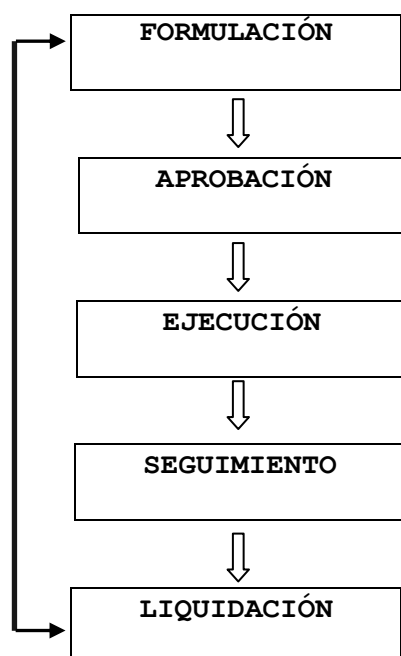 FORMULACIÓN
APROBACIÓN
EJECUCIÓN
SEGUIMIENTO
LIQUIDACIÓN